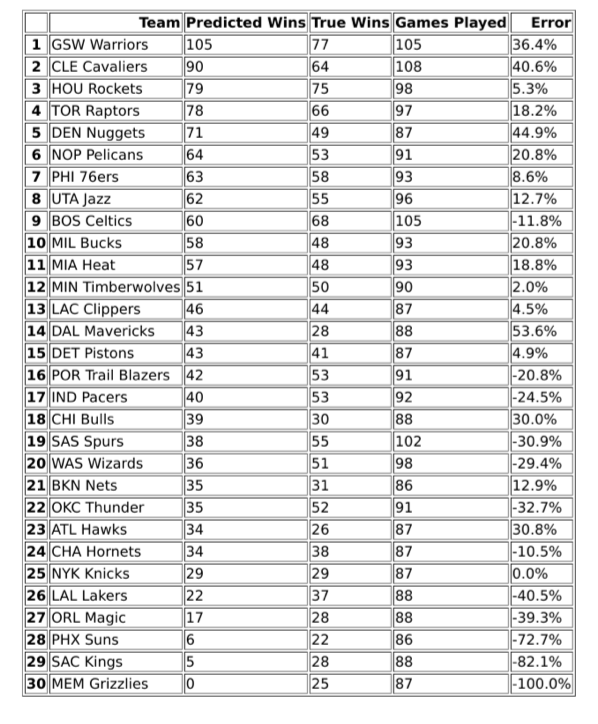 Team Predicted Wins True Wins Games Played Error
1 GSW Warriors 105 77 105 36.4%
2 CLE Cavaliers 90 64 108 40.6%
3 HOU Rockets 79 75 98 5.3%
4 TOR Raptors 78 66 97 18.2%
5 DEN Nuggets 71 49 87 44.9%
6 NOP Pelicans 64 53 91 20.8%
7 PHI 76ers 63 58 93 8.6%
8 UTA Jazz 62 55 96 12.7%
9 BOS Celtics 60 68 105 -11.8%
10 MIL Bucks 58 48 93 20.8%
11 MIA Heat 57 48 93 18.8%
12 MIN Timberwolves 51 50 90 2.0%
13 LAC Clippers 46 44 87 4.5%
14 DAL Mavericks 43 28 88 53.6%
15 DET Pistons 43 41 87 4.9%
16 POR Trail Blazers 42 53 91 -20.8%
17 IND Pacers 40 53 92 -24.5%
18 CHI Bulls 39 30 88 30.0%
19 SAS Spurs 38 55 102 -30.9%
20 WAS Wizards 36 51 98 -29.4%
21 BKN Nets 35 31 86 12.9%
22 OKC Thunder 35 52 91 -32.7%
23 ATL Hawks 34 26 87 30.8%
24 CHA Hornets 34 38 87 -10.5%
25 NYK Knicks 29 29 87 0.0%
26 LAL Lakers 22 37 88 -40.5%
27 ORL Magic 17 28 88 -39.3%
28 PHX Suns 6 22 86 -72.7%
29 SAC Kings 5 28 88 -82.1%
30 MEM Grizzlies 0 25 87 -100.0%